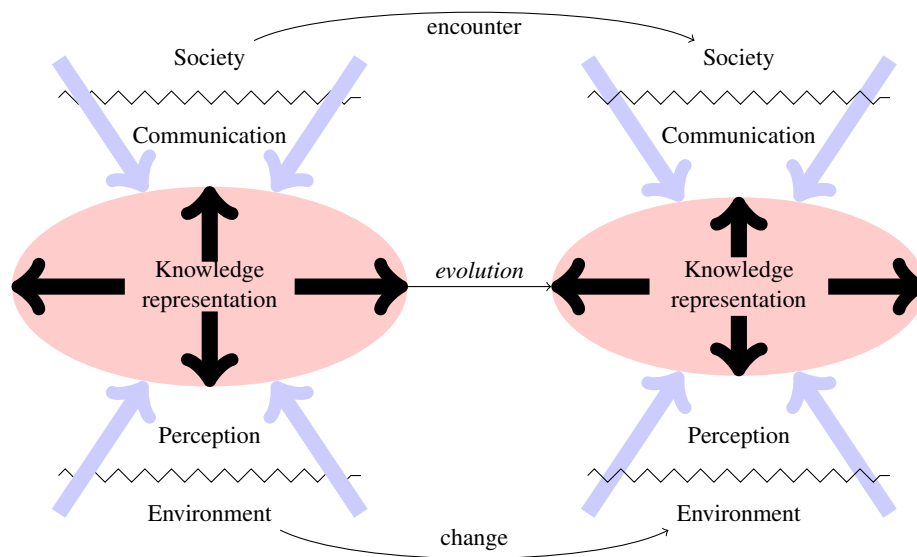 encounter
Society
Society
Communication
Communication
Knowledge
representation
evolution
Knowledge
representation
Perception
Perception
Environment
Environment
change